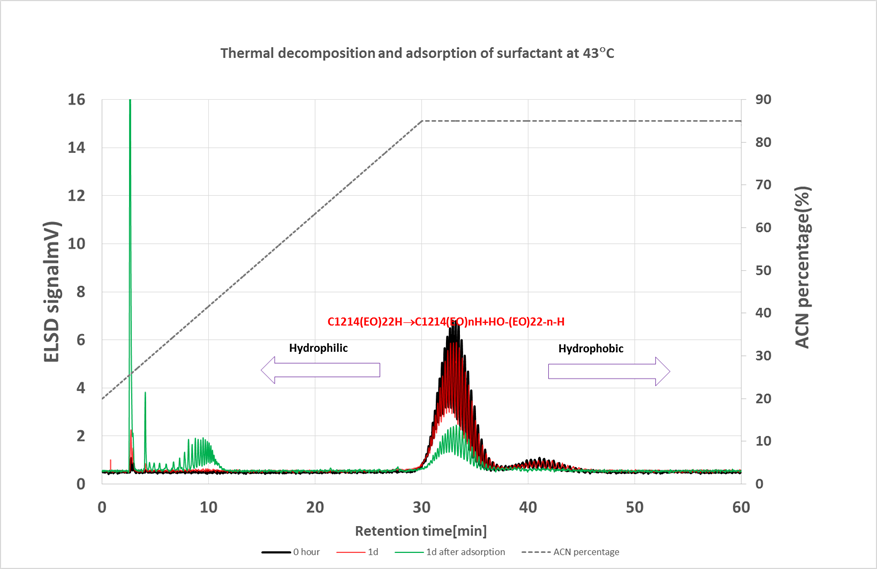 Thermal decomposition and adsorption of surfactant at 43°C
16
14
12
10
8
6
4
2
0
ELSD signalmV)
90
80
70
60
50
40
30
20
10
0
ACN percentage(%)
C1214(EO)22H→C1214(EO)nH+HO-(EO)22-n-H
Hydrophilic
Hydrophobic
0 10 20 30 40 50 60
Retention time[min]
0 hour 1d 1d after adsorption ACN percentage